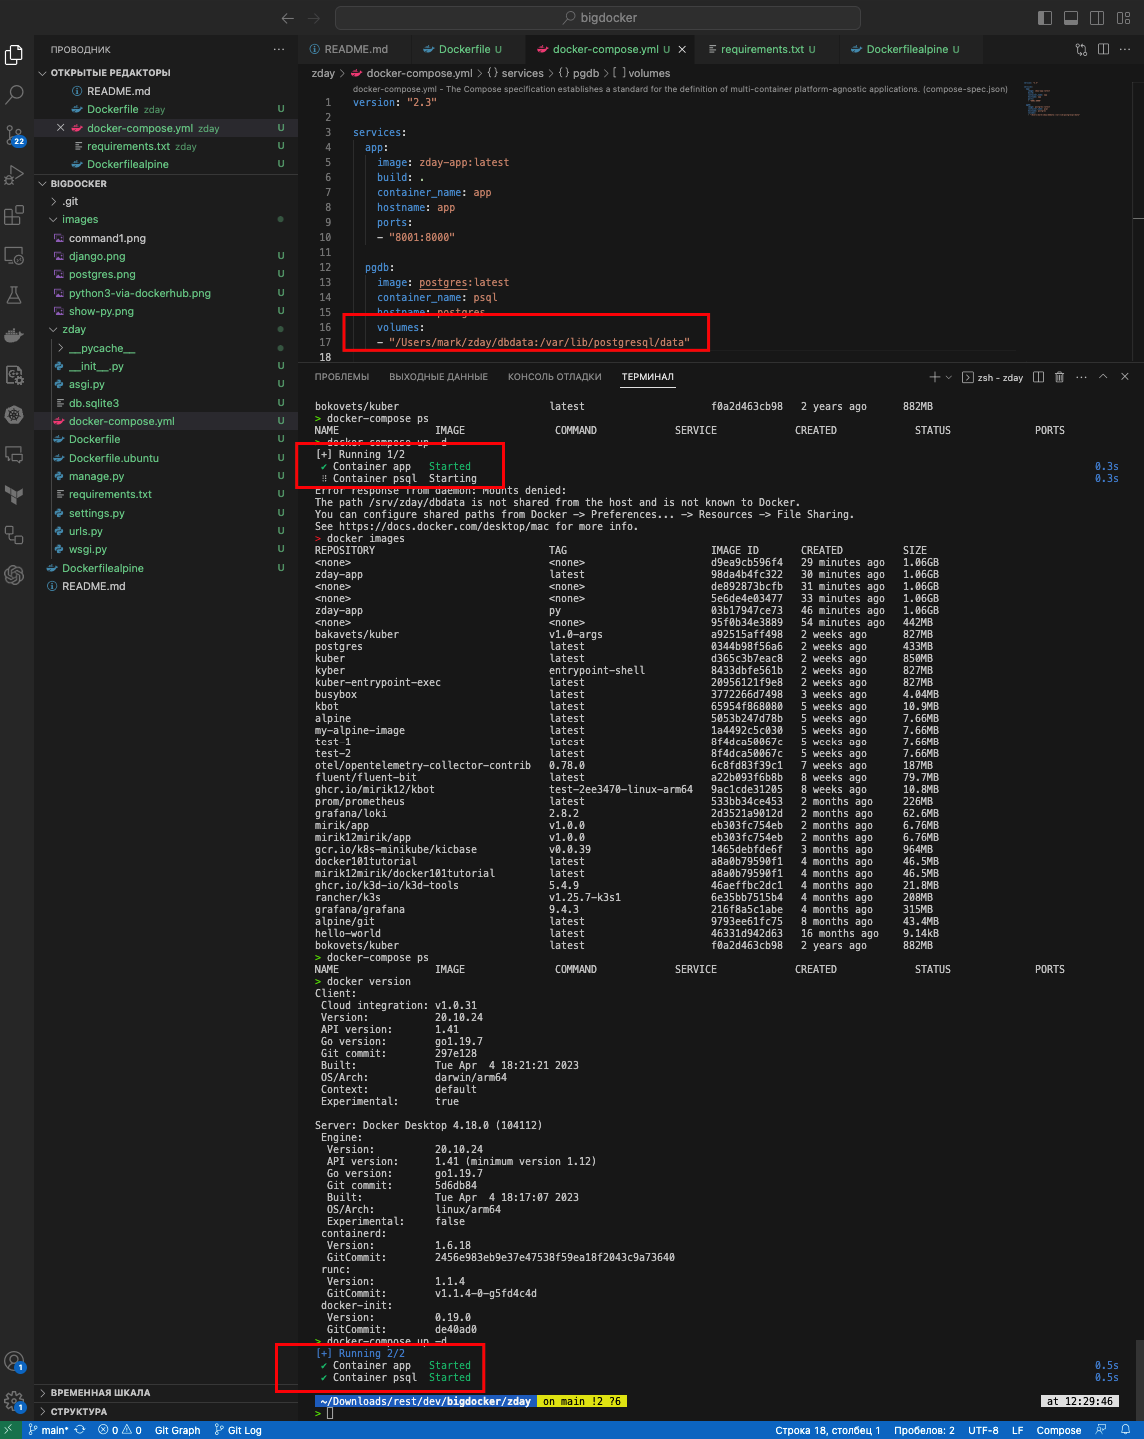 bigdocker
ПРОВОДНИК
ОТКРЫТЫЕ РЕДАКТОРЫ
README.md
Dockerfile zday U
docker-compose.yml zday U
requirements.txt zday U
Dockerfilealpine U
BIGDOCKER
.git
images
command1.png
django.png U
postgres.png U
python3-via-dockerhub.png U
show-py.png U
zday
__pycache__
__init__.py U
asgi.py U
db.sqlite3 U
docker-compose.yml U
Dockerfile U
Dockerfile.ubuntu U
manage.py U
requirements.txt U
settings.py U
urls.py U
wsgi.py U
Dockerfilealpine U
README.md
ВРЕМЕННАЯ ШКАЛА
СТРУКТУРА
22
1
1
README.md Dockerfile U docker-compose.yml U requirements.txt U Dockerfilealpine U
zday > docker-compose.yml > {} services > {} pgdb > [ ] volumes
docker-compose.yml - The Compose specification establishes a standard for the definition of multi-container platform-agnostic applications. (compose-spec.json)
1 version: "2.3"
2
3 services:
4 app:
5 image: zday-app:latest
6 build: .
7 container_name: app
8 hostname: app
9 ports:
10 - "8001:8000"
11
12 pgdb:
13 image: postgres:latest
14 container_name: psql
15 hostname: postgres
16 volumes:
17 - "/Users/mark/zday/dbdata:/var/lib/postgresql/data"
18
ПРОБЛЕМЫ ВЫХОДНЫЕ ДАННЫЕ КОНСОЛЬ ОТЛАДКИ ТЕРМИНАЛ zsh - zday
bokovets/kuber latest f0a2d463cb98 2 years ago 882MB
> docker-compose ps
NAME IMAGE COMMAND SERVICE CREATED STATUS PORTS
> docker-compose up -d
[+] Running 1/2
✔ Container app Started 0.3s
⠿ Container psql Starting 0.3s
Error response from daemon: Mounts denied:
The path /srv/zday/dbdata is not shared from the host and is not known to Docker.
You can configure shared paths from Docker -> Preferences... -> Resources -> File Sharing.
See https://docs.docker.com/desktop/mac for more info.
> docker images
REPOSITORY TAG IMAGE ID CREATED SIZE
<none> <none> d9ea9cb596f4 29 minutes ago 1.06GB
zday-app latest 98da4b4fc322 30 minutes ago 1.06GB
<none> <none> de892873bcfb 31 minutes ago 1.06GB
<none> <none> 5e6de4e03477 33 minutes ago 1.06GB
zday-app py 03b17947ce73 46 minutes ago 1.06GB
<none> <none> 95f0b34e3889 54 minutes ago 442MB
bakavets/kuber v1.0-args a92515aff498 2 weeks ago 827MB
postgres latest 0344b98f56a6 2 weeks ago 433MB
kuber latest d365c3b7eac8 2 weeks ago 850MB
kyber entrypoint-shell 8433dbfe561b 2 weeks ago 827MB
kuber-entrypoint-exec latest 20956121f9e8 2 weeks ago 827MB
busybox latest 3772266d7498 3 weeks ago 4.04MB
kbot latest 65954f868080 5 weeks ago 10.9MB
alpine latest 5053b247d78b 5 weeks ago 7.66MB
my-alpine-image latest 1a4492c5c030 5 weeks ago 7.66MB
test-1 latest 8f4dca50067c 5 weeks ago 7.66MB
test-2 latest 8f4dca50067c 5 weeks ago 7.66MB
otel/opentelemetry-collector-contrib 0.78.0 6c8fd83f39c1 7 weeks ago 187MB
fluent/fluent-bit latest a22b093f6b8b 8 weeks ago 79.7MB
ghcr.io/mirik12/kbot test-2ee3470-linux-arm64 9ac1cde31205 8 weeks ago 10.8MB
prom/prometheus latest 533bb34ce453 2 months ago 226MB
grafana/loki 2.8.2 2d3521a9012d 2 months ago 62.6MB
mirik/app v1.0.0 eb303fc754eb 2 months ago 6.76MB
mirik12mirik/app v1.0.0 eb303fc754eb 2 months ago 6.76MB
gcr.io/k8s-minikube/kicbase v0.0.39 1465debfde6f 3 months ago 964MB
docker101tutorial latest a8a0b79590f1 4 months ago 46.5MB
mirik12mirik/docker101tutorial latest a8a0b79590f1 4 months ago 46.5MB
ghcr.io/k3d-io/k3d-tools 5.4.9 46aeffbc2dc1 4 months ago 21.8MB
rancher/k3s v1.25.7-k3s1 6e35bb7515b4 4 months ago 208MB
grafana/grafana 9.4.3 216f8a5c1abe 4 months ago 315MB
alpine/git latest 9793ee61fc75 8 months ago 43.4MB
hello-world latest 46331d942d63 16 months ago 9.14kB
bokovets/kuber latest f0a2d463cb98 2 years ago 882MB
> docker-compose ps
NAME IMAGE COMMAND SERVICE CREATED STATUS PORTS
> docker version
Client:
Cloud integration: v1.0.31
Version: 20.10.24
API version: 1.41
Go version: go1.19.7
Git commit: 297e128
Built: Tue Apr 4 18:21:21 2023
OS/Arch: darwin/arm64
Context: default
Experimental: true
Server: Docker Desktop 4.18.0 (104112)
Engine:
Version: 20.10.24
API version: 1.41 (minimum version 1.12)
Go version: go1.19.7
Git commit: 5d6db84
Built: Tue Apr 4 18:17:07 2023
OS/Arch: linux/arm64
Experimental: false
containerd:
Version: 1.6.18
GitCommit: 2456e983eb9e37e47538f59ea18f2043c9a73640
runc:
Version: 1.1.4
GitCommit: v1.1.4-0-g5fd4c4d
docker-init:
Version: 0.19.0
GitCommit: de40ad0
> docker-compose up -d
[+] Running 2/2
✔ Container app Started 0.5s
✔ Container psql Started 0.5s
~/Downloads/rest/dev/bigdocker/zday on main !2 ?6 at 12:29:46
>
main* 0 0 Git Graph Git Log Строка 18, столбец 1 Пробелов: 2 UTF-8 LF Compose